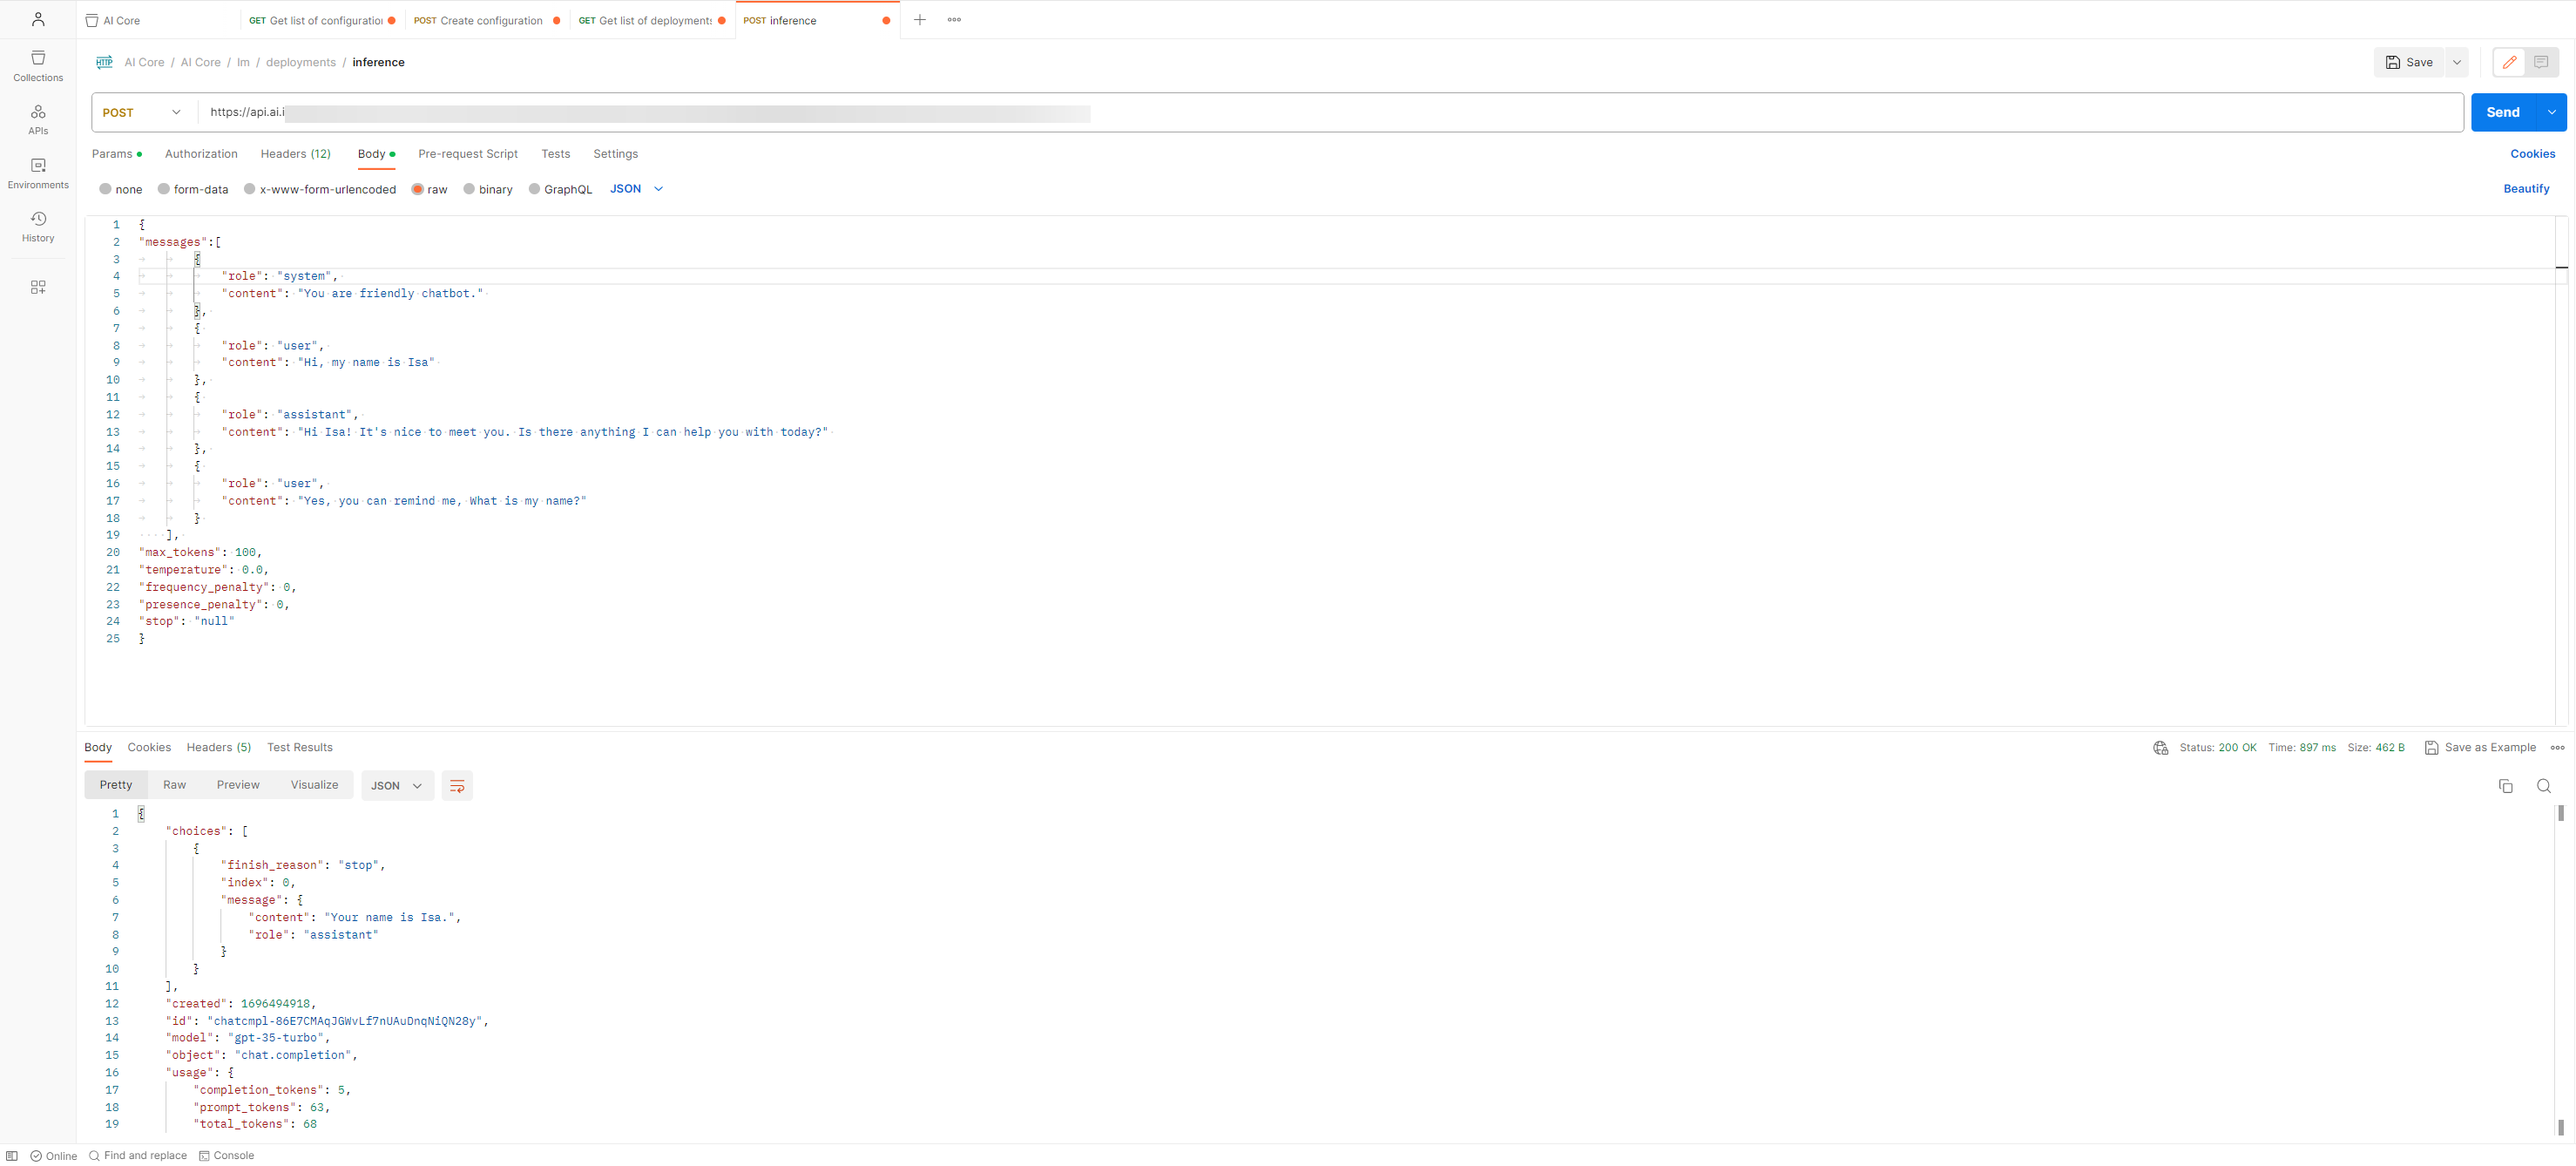 AI Core
GET Get list of configuration
POST Create configuration
GET Get list of deployments
POST inference
Collections
APIs
Environments
History
HTTP AI Core / AI Core / lm / deployments / inference
Save
POST https://api.ai.i
Send
Params Authorization Headers (12) Body Pre-request Script Tests Settings Cookies
none form-data x-www-form-urlencoded raw binary GraphQL JSON Beautify
1 {
2 "messages":[
3 {
4 "role": "system",
5 "content": "You are friendly chatbot."
6 },
7 {
8 "role": "user",
9 "content": "Hi, my name is Isa"
10 },
11 {
12 "role": "assistant",
13 "content": "Hi Isa! It's nice to meet you. Is there anything I can help you with today?"
14 },
15 {
16 "role": "user",
17 "content": "Yes, you can remind me, What is my name?"
18 }
19 ],
20 "max_tokens": 100,
21 "temperature": 0.0,
22 "frequency_penalty": 0,
23 "presence_penalty": 0,
24 "stop": "null"
25 }
Body Cookies Headers (5) Test Results Status: 200 OK Time: 897 ms Size: 462 B Save as Example
Pretty Raw Preview Visualize JSON
1 {
2 "choices": [
3 {
4 "finish_reason": "stop",
5 "index": 0,
6 "message": {
7 "content": "Your name is Isa.",
8 "role": "assistant"
9 }
10 }
11 ],
12 "created": 1696494918,
13 "id": "chatcmpl-86E7CMAqJGWvLf7nUAuDnqNiQN28y",
14 "model": "gpt-35-turbo",
15 "object": "chat.completion",
16 "usage": {
17 "completion_tokens": 5,
18 "prompt_tokens": 63,
19 "total_tokens": 68
Online Find and replace Console